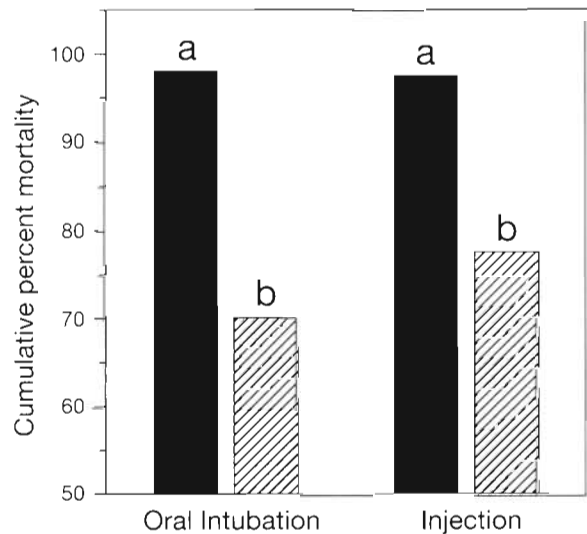 Cumulative percent mortality
100
90
80
70
60
50
a
b
a
b
Oral Intubation
Injection